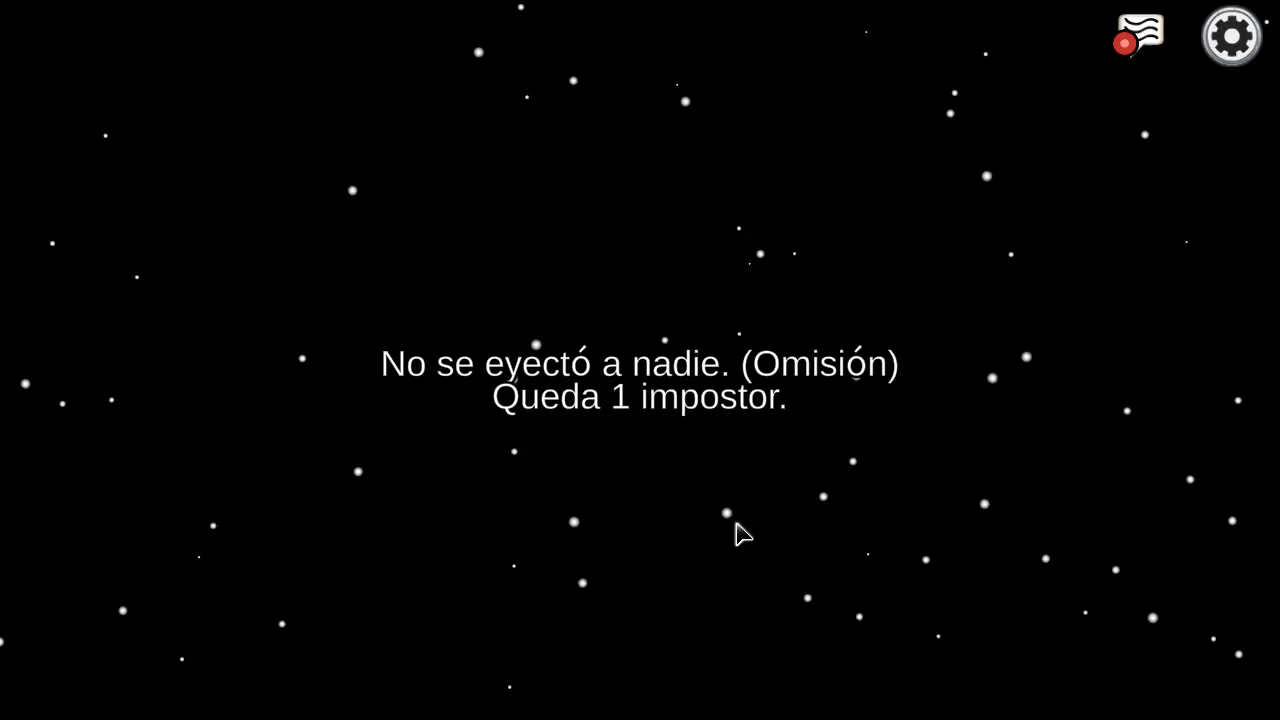 No se eyectó a nadie. (Omisión)
Queda 1 impostor.